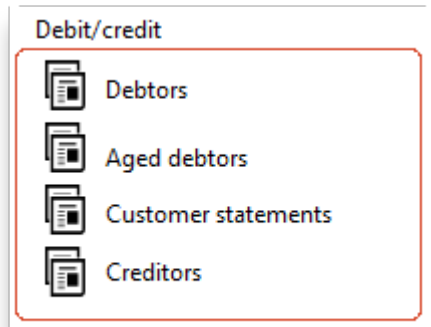 Debit/credit
Debtors
Aged debtors
Customer statements
Creditors